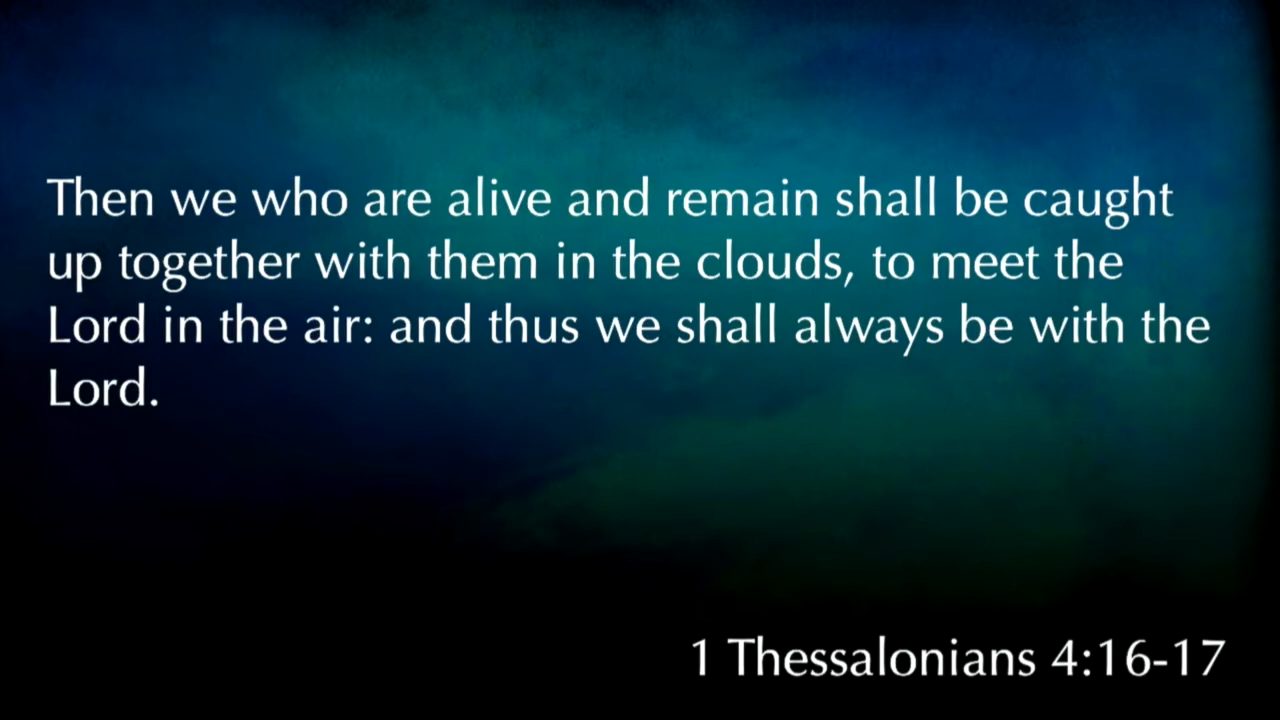 Then we who are alive and remain shall be caught
up together with them in the clouds, to meet the
Lord in the air: and thus we shall always be with the
Lord.
1 Thessalonians 4:16-17